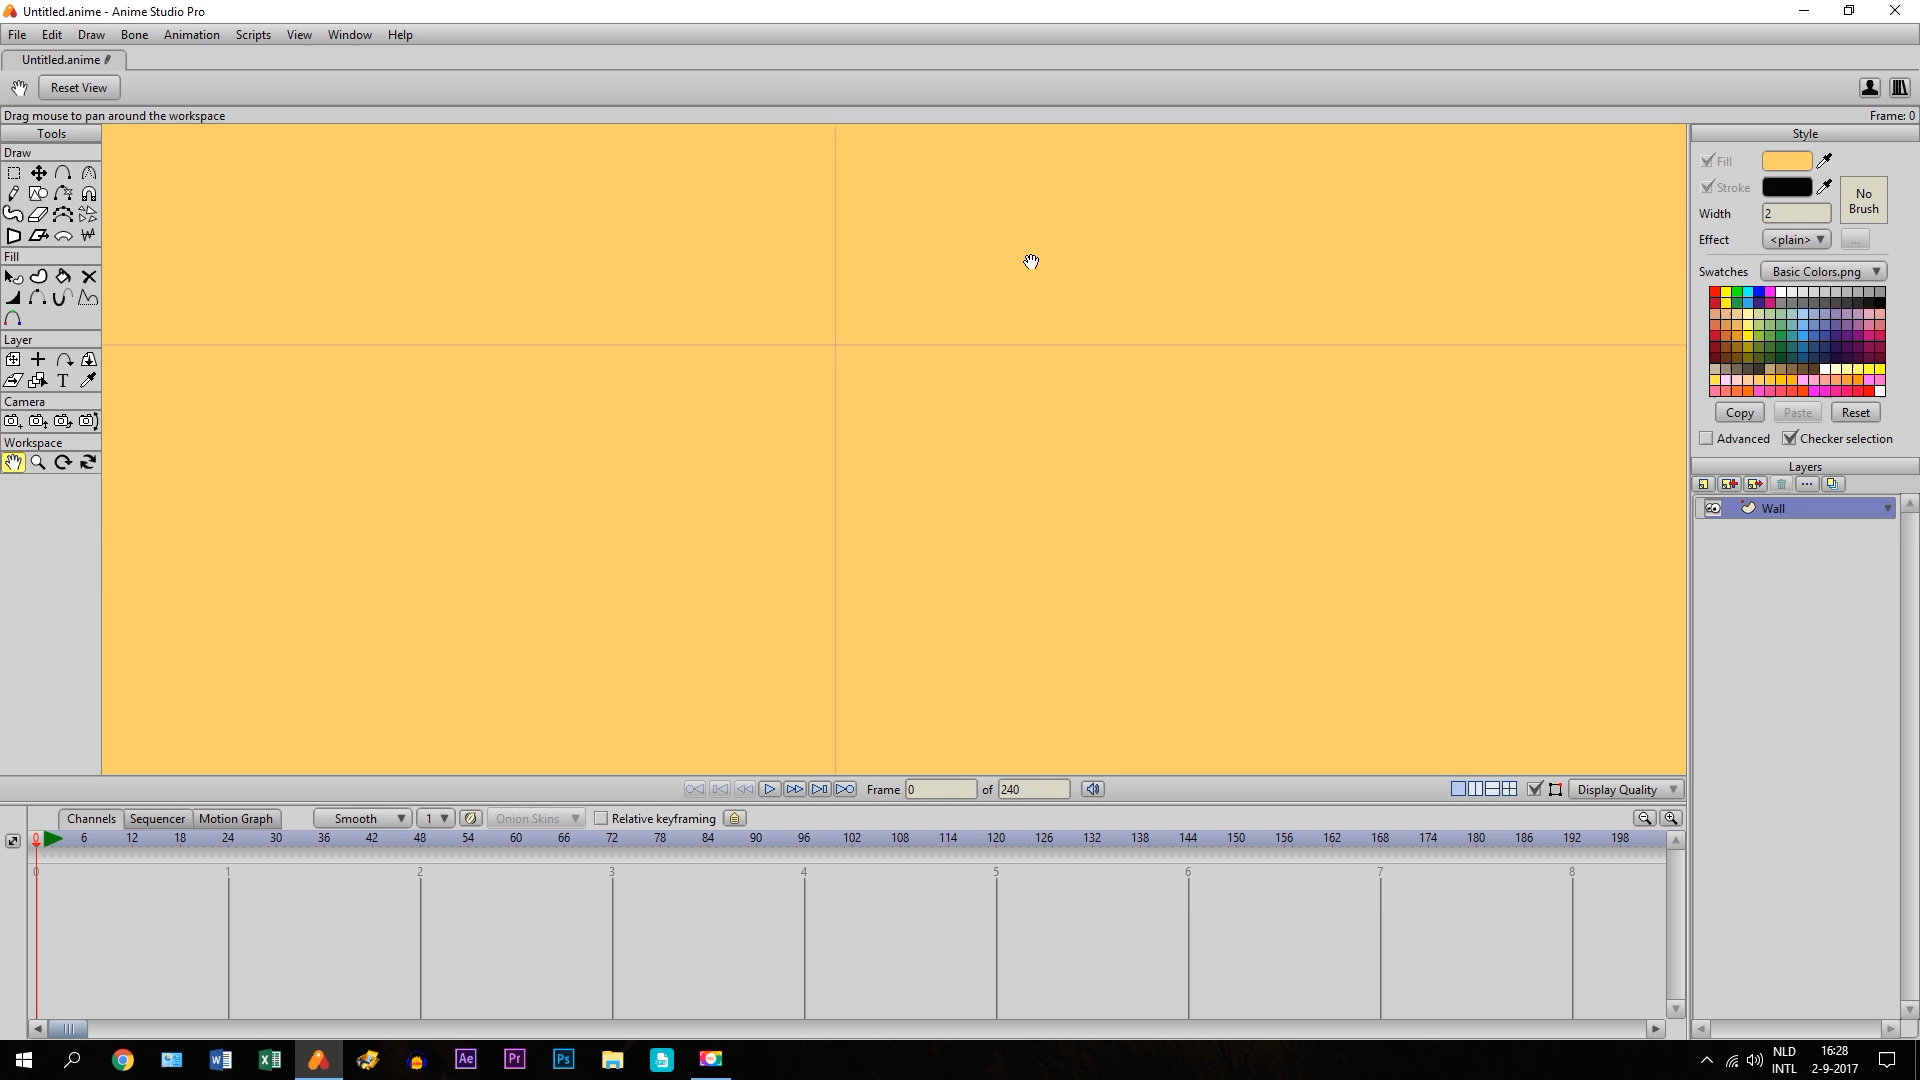 Untitled.anime - Anime Studio Pro
File Edit Draw Bone Animation Scripts View Window Help
Untitled.anime
Reset View
Drag mouse to pan around the workspace
Frame: 0
Tools
Draw
Fill
Layer
T
Camera
Workspace
Style
Fill
Stroke
No
Brush
Width 2
Effect <plain> ...
Swatches Basic Colors.png
Copy Paste Reset
Advanced Checker selection
Layers
Wall
Frame 0 of 240
Display Quality
Channels Sequencer Motion Graph Smooth 1 Onion Skins Relative keyframing
0 6 12 18 24 30 36 42 48 54 60 66 72 78 84 90 96 102 108 114 120 126 132 138 144 150 156 162 168 174 180 186 192 198
0 1 2 3 4 5 6 7 8
Ae Pr Ps
NLD
INTL
16:28
2-9-2017